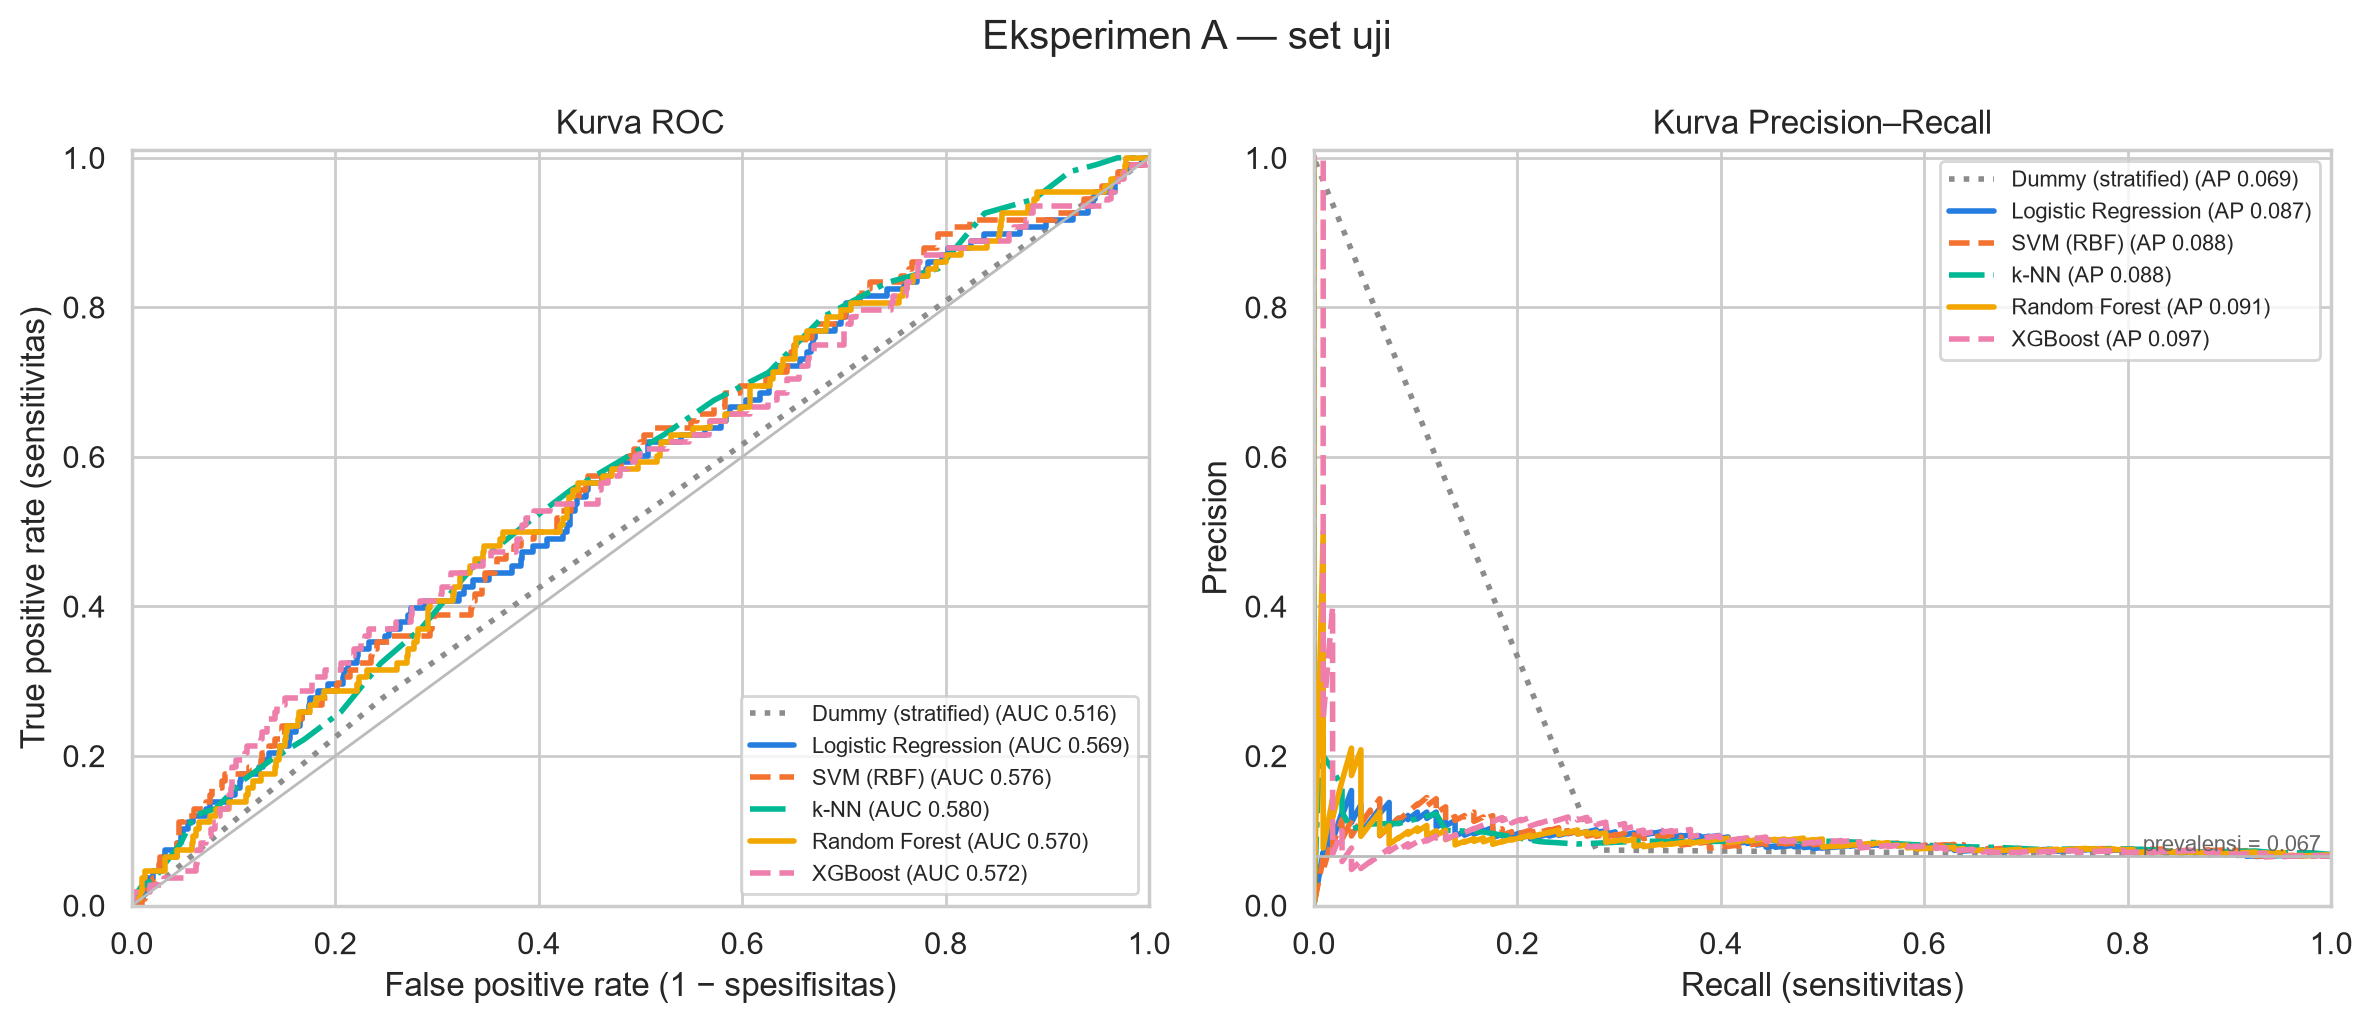 Eksperimen A — set uji
Kurva ROC
1.0
0.8
0.6
0.4
0.2
0.0
0.0 0.2 0.4 0.6 0.8 1.0
True positive rate (sensitivitas)
False positive rate (1 − spesifisitas)
Dummy (stratified) (AUC 0.516)
Logistic Regression (AUC 0.569)
SVM (RBF) (AUC 0.576)
k-NN (AUC 0.580)
Random Forest (AUC 0.570)
XGBoost (AUC 0.572)
Kurva Precision–Recall
1.0
0.8
0.6
0.4
0.2
0.0
0.0 0.2 0.4 0.6 0.8 1.0
Precision
Recall (sensitivitas)
Dummy (stratified) (AP 0.069)
Logistic Regression (AP 0.087)
SVM (RBF) (AP 0.088)
k-NN (AP 0.088)
Random Forest (AP 0.091)
XGBoost (AP 0.097)
prevalensi = 0.067